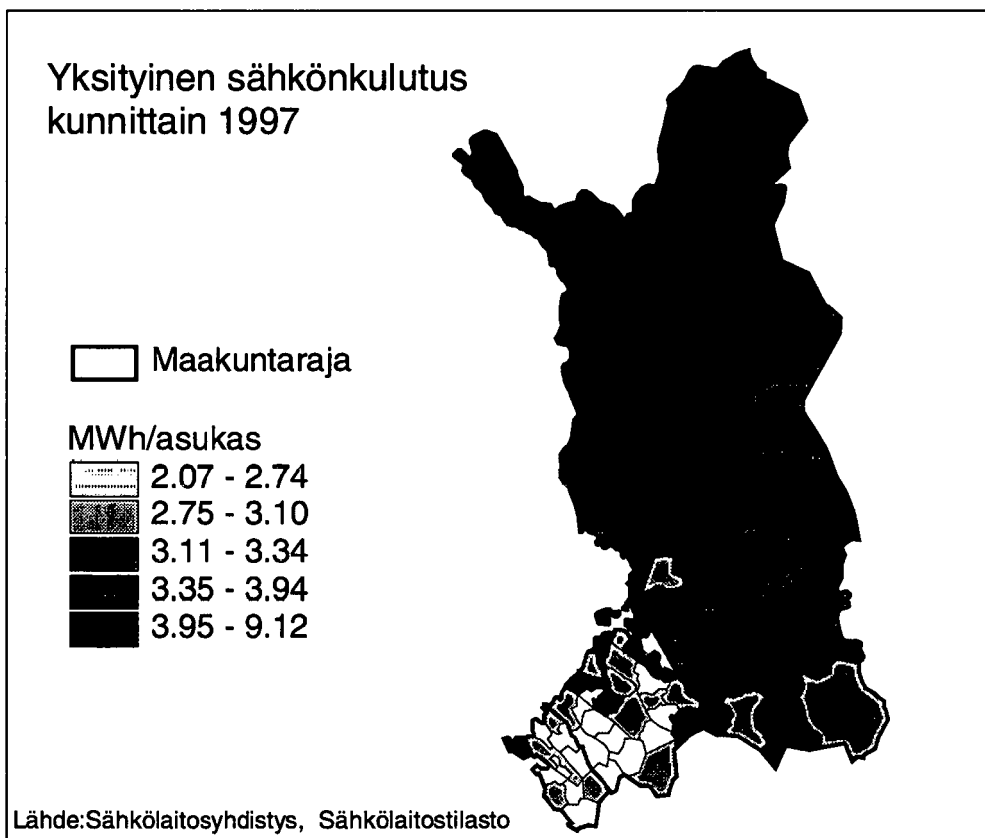 Yksityinen sähkönkulutus
kunnittain 1997
Maakuntaraja
MWh/asukas
2.07 - 2.74
2.75 - 3.10
3.11 - 3.34
3.35 - 3.94
3.95 - 9.12
Lähde:Sähkölaitosyhdistys, Sähkölaitostilasto